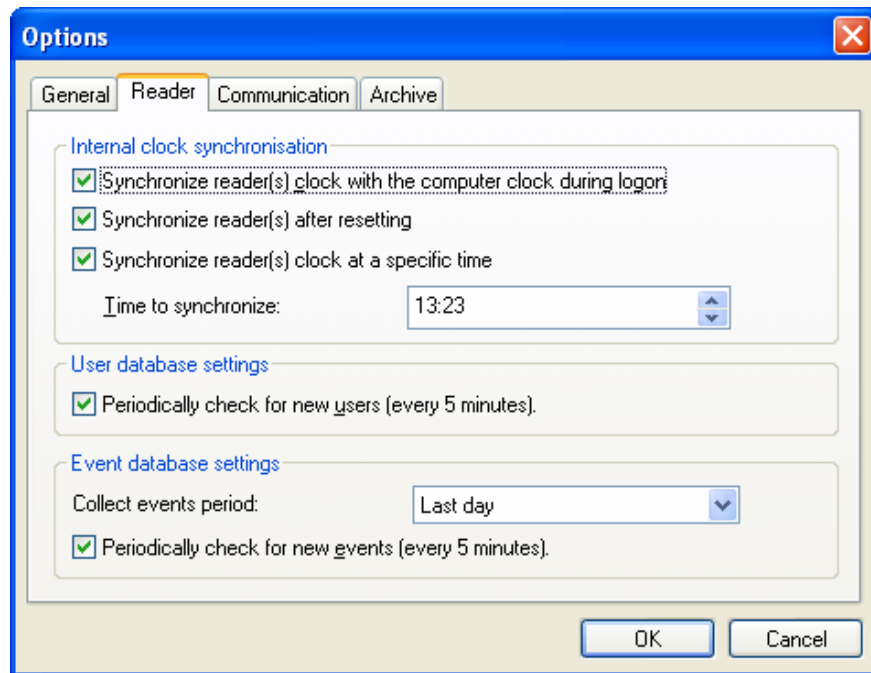 Options
General Reader Communication Archive
Internal clock synchronisation
Synchronize reader(s) clock with the computer clock during logon
Synchronize reader(s) after resetting
Synchronize reader(s) clock at a specific time
Time to synchronize: 13:23
User database settings
Periodically check for new users (every 5 minutes).
Event database settings
Collect events period: Last day
Periodically check for new events (every 5 minutes).
OK Cancel